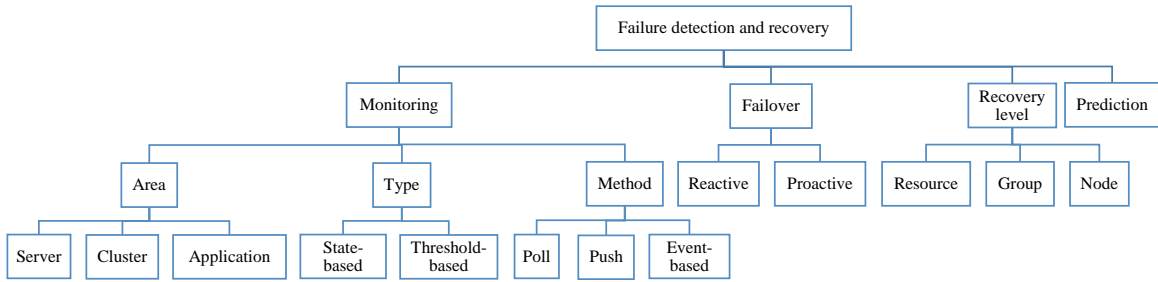 Failure detection and recovery
Monitoring
Failover
Recovery
level
Prediction
Area
Type
Method
Reactive
Proactive
Resource
Group
Node
Server
Cluster
Application
State-
based
Threshold-
based
Poll
Push
Event-
based